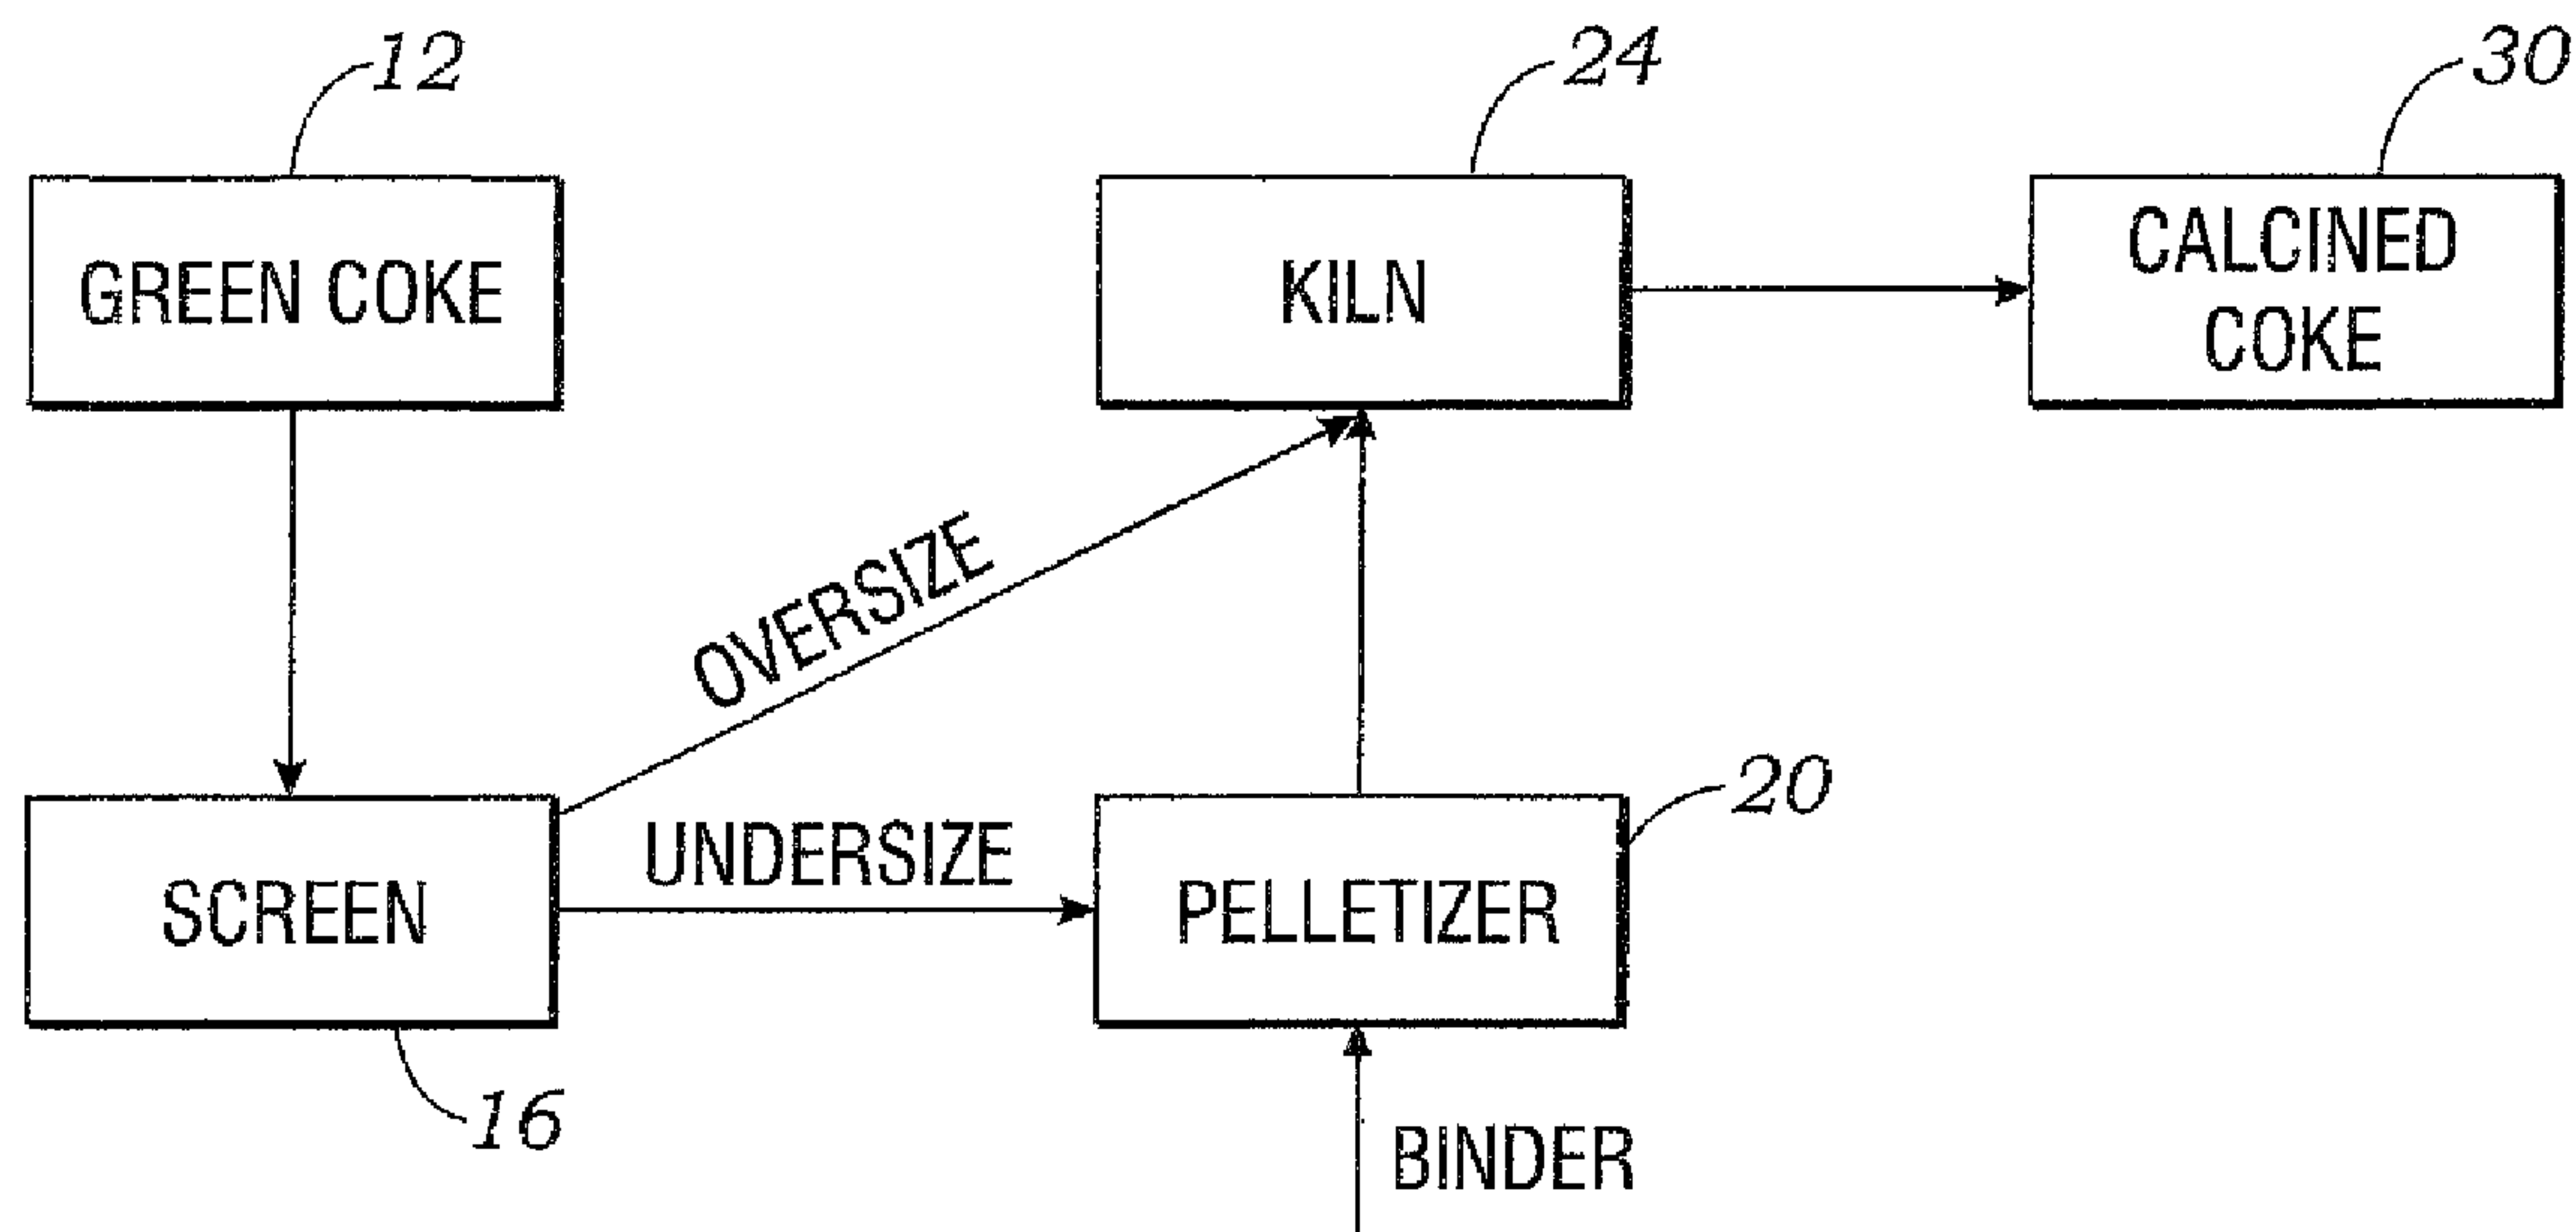 12
24
30
GREEN COKE
KILN
CALCINED
COKE
OVERSIZE
UNDERSIZE
20
SCREEN
PELLETIZER
16
BINDER